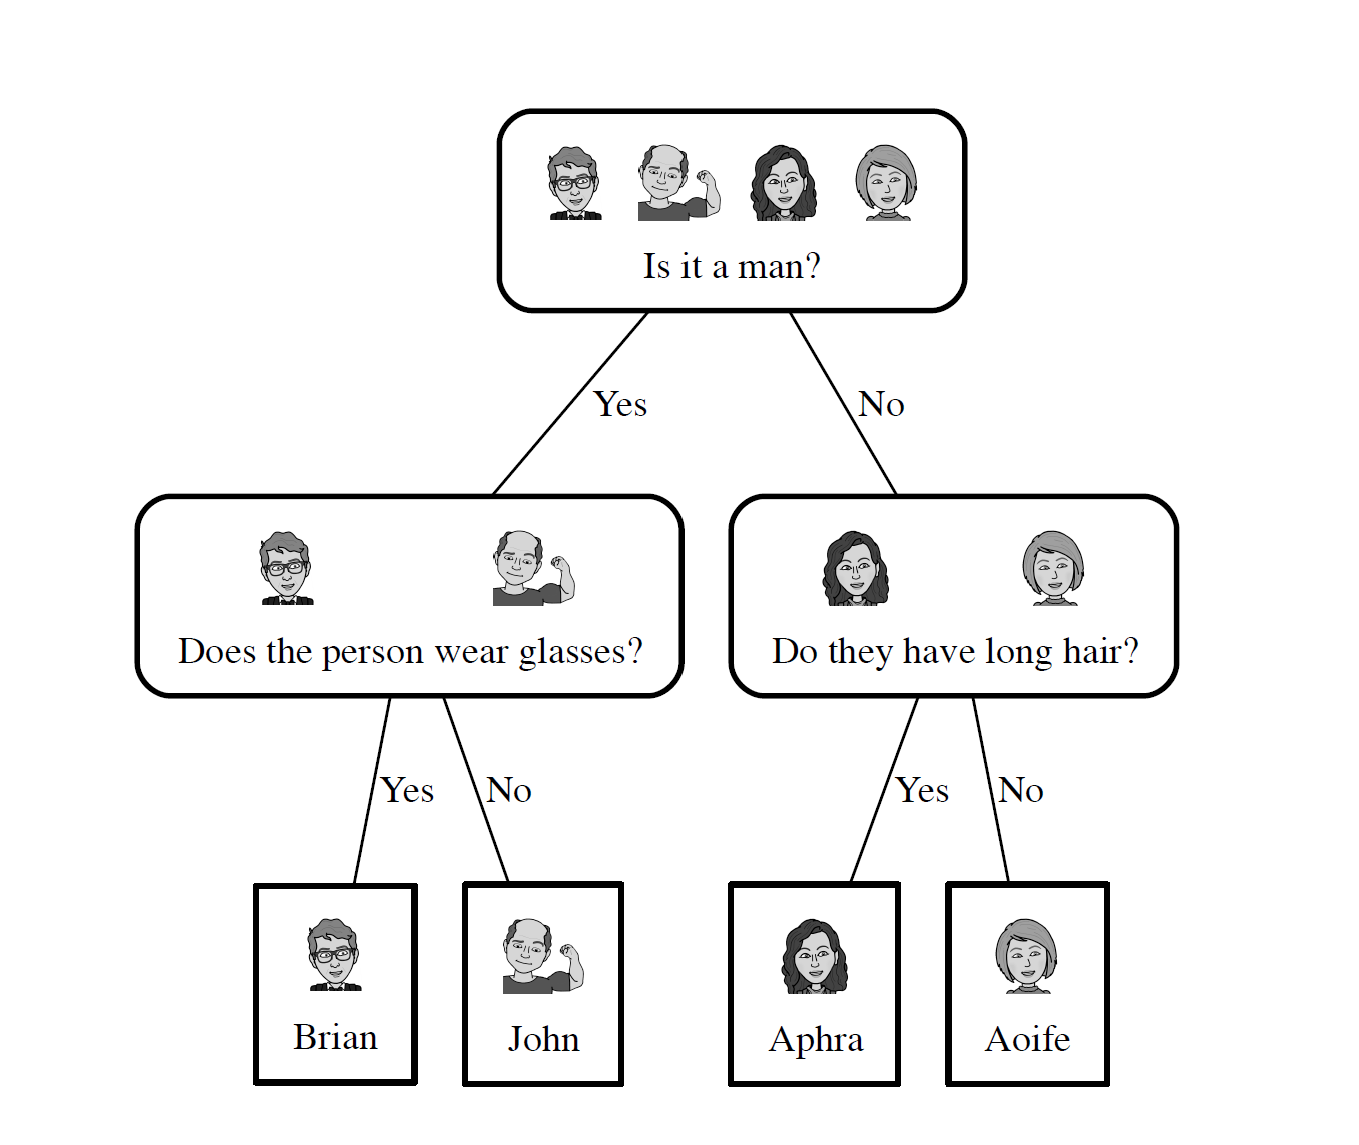 Is it a man?
Yes
No
Does the person wear glasses?
Do they have long hair?
Yes
No
Yes
No
Brian
John
Aphra
Aoife